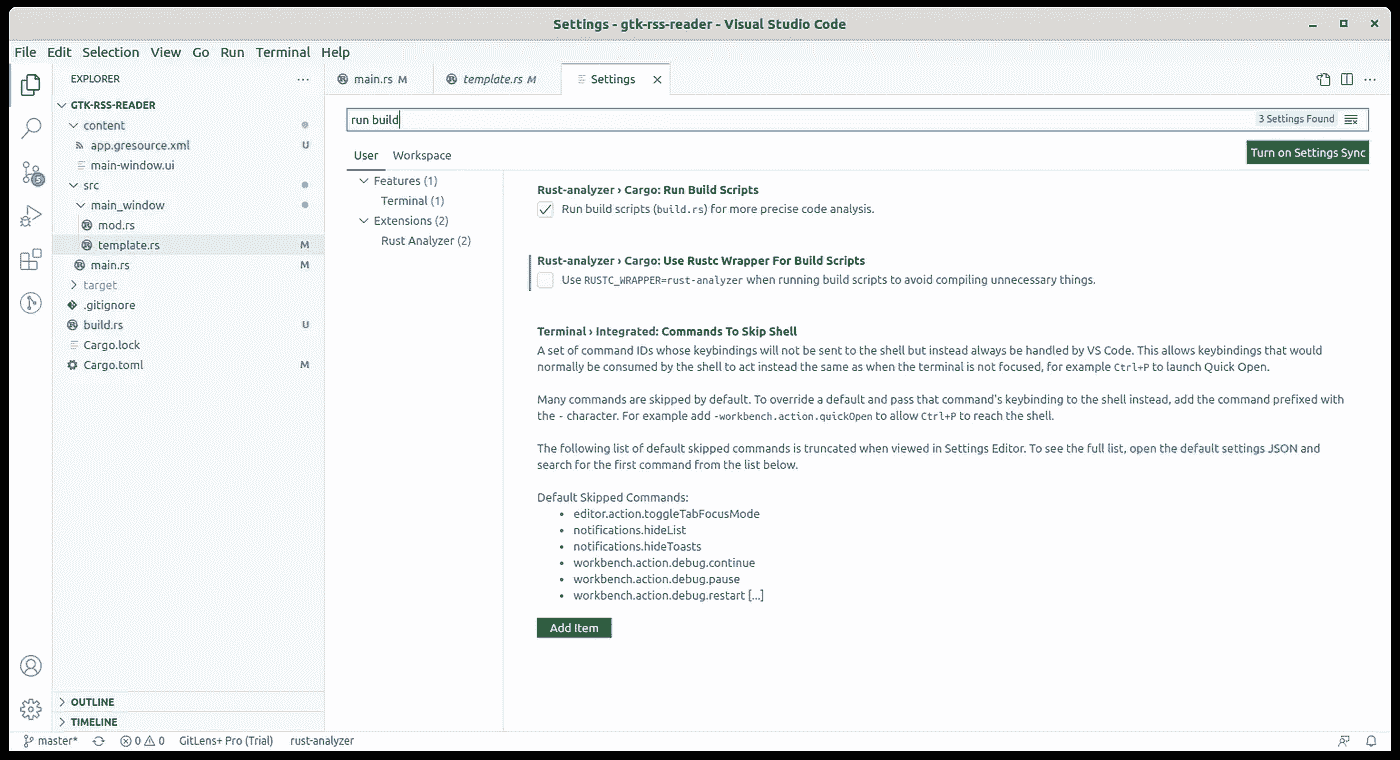 Settings - gtk-rss-reader - Visual Studio Code
File Edit Selection View Go Run Terminal Help
EXPLORER
GTK-RSS-READER
content
app.gresource.xml U
main-window.ui
src
main_window
mod.rs
template.rs M
main.rs M
target
.gitignore
build.rs U
Cargo.lock
Cargo.toml M
OUTLINE
TIMELINE
main.rs M template.rs M Settings
run build 3 Settings Found
User Workspace Turn on Settings Sync
Features (1)
Terminal (1)
Extensions (2)
Rust Analyzer (2)
Rust-analyzer › Cargo: Run Build Scripts
Run build scripts (build.rs) for more precise code analysis.
Rust-analyzer › Cargo: Use Rustc Wrapper For Build Scripts
Use RUSTC_WRAPPER=rust-analyzer when running build scripts to avoid compiling unnecessary things.
Terminal › Integrated: Commands To Skip Shell
A set of command IDs whose keybindings will not be sent to the shell but instead always be handled by VS Code. This allows keybindings that would
normally be consumed by the shell to act instead the same as when the terminal is not focused, for example Ctrl+P to launch Quick Open.
Many commands are skipped by default. To override a default and pass that command's keybinding to the shell instead, add the command prefixed with
the - character. For example add -workbench.action.quickOpen to allow Ctrl+P to reach the shell.
The following list of default skipped commands is truncated when viewed in Settings Editor. To see the full list, open the default settings JSON and
search for the first command from the list below.
Default Skipped Commands:
• editor.action.toggleTabFocusMode
• notifications.hideList
• notifications.hideToasts
• workbench.action.debug.continue
• workbench.action.debug.pause
• workbench.action.debug.restart [...]
Add Item
master* 0 0 GitLens+ Pro (Trial) rust-analyzer